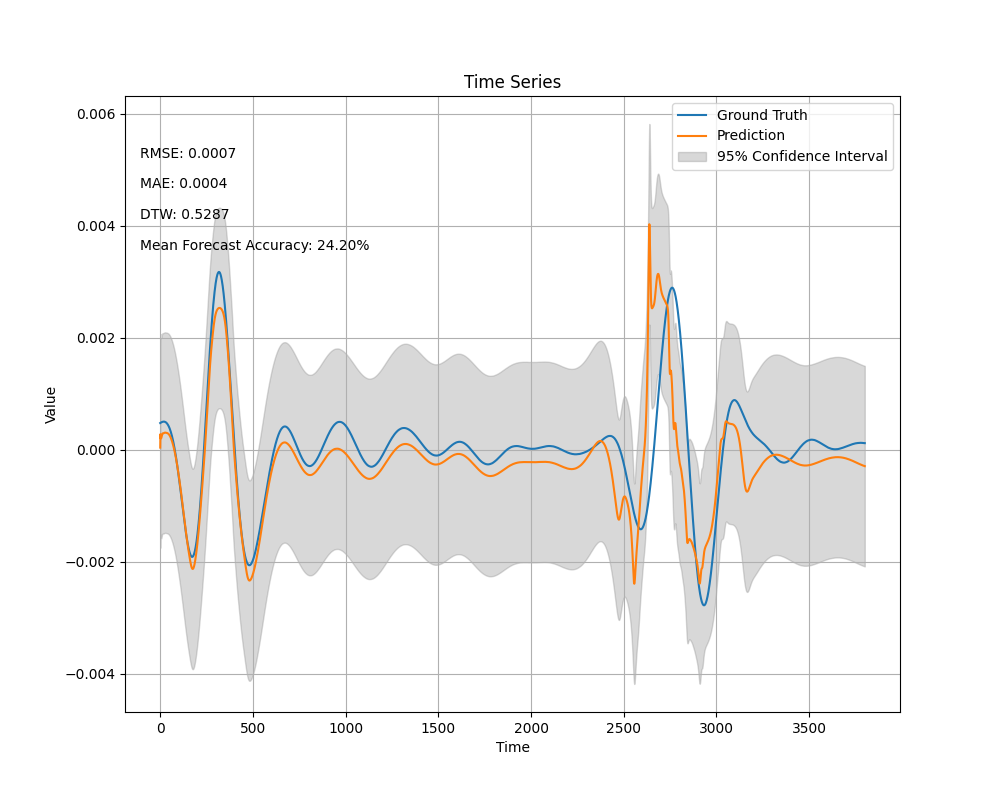 Time Series
Ground Truth
Prediction
95% Confidence Interval
RMSE: 0.0007
MAE: 0.0004
DTW: 0.5287
Mean Forecast Accuracy: 24.20%
Value
0.006
0.004
0.002
0.000
−0.002
−0.004
0 500 1000 1500 2000 2500 3000 3500
Time